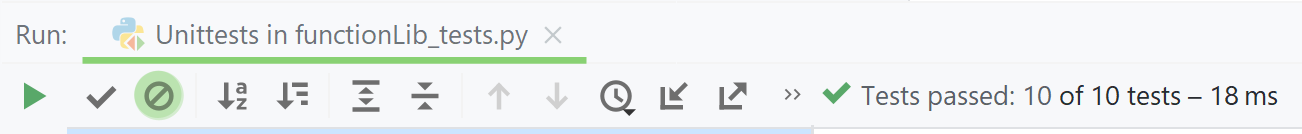 Run: Unittests in functionLib_tests.py
Tests passed: 10 of 10 tests – 18 ms